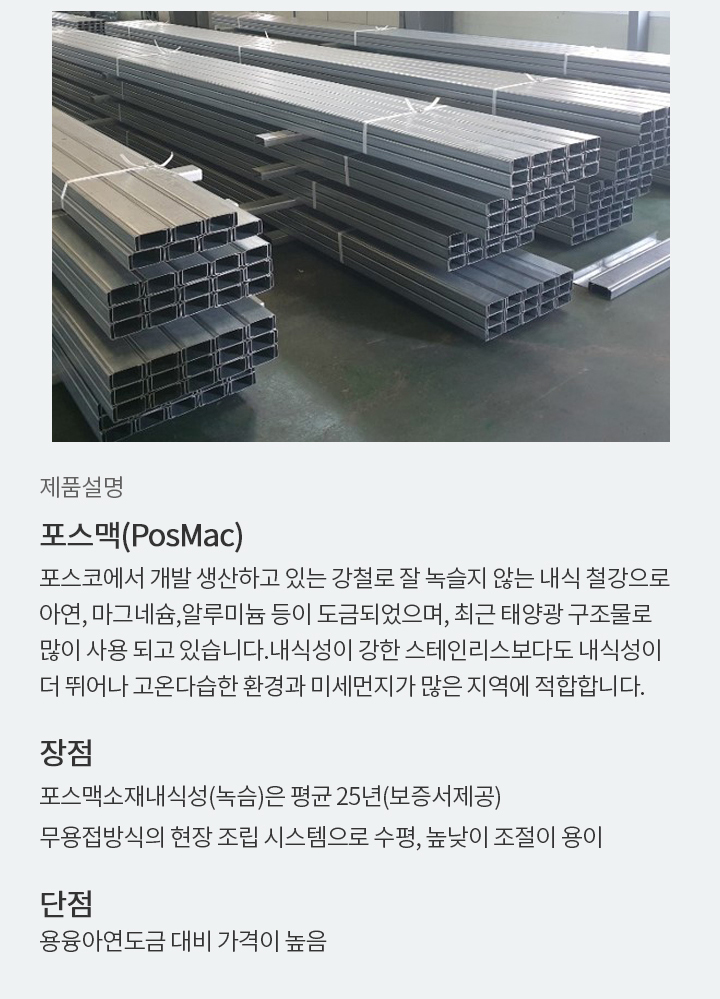 제품설명
포스맥(PosMac)
포스코에서 개발 생산하고 있는 강철로 잘 녹슬지 않는 내식 철강으로
아연, 마그네슘,알루미늄 등이 도금되었으며, 최근 태양광 구조물로
많이 사용 되고 있습니다.내식성이 강한 스테인리스보다도 내식성이
더 뛰어나 고온다습한 환경과 미세먼지가 많은 지역에 적합합니다.
장점
포스맥소재내식성(녹슴)은 평균 25년(보증서제공)
무용접방식의 현장 조립 시스템으로 수평, 높낮이 조절이 용이
단점
용융아연도금 대비 가격이 높음